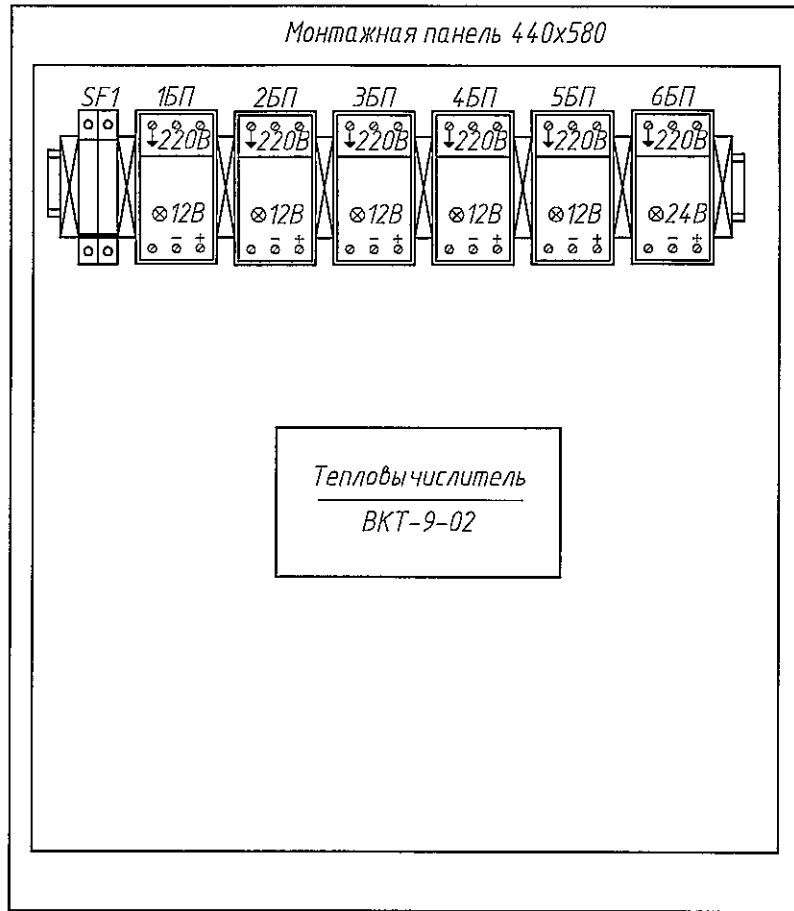 Монтажная панель 440х580
SF1 1БП 2БП 3БП 4БП 5БП 6БП
220В 220В 220В 220В 220В 220В
12В 12В 12В 12В 12В 24В
− + − + − + − + − + − +
Тепловычислитель
ВКТ-9-02